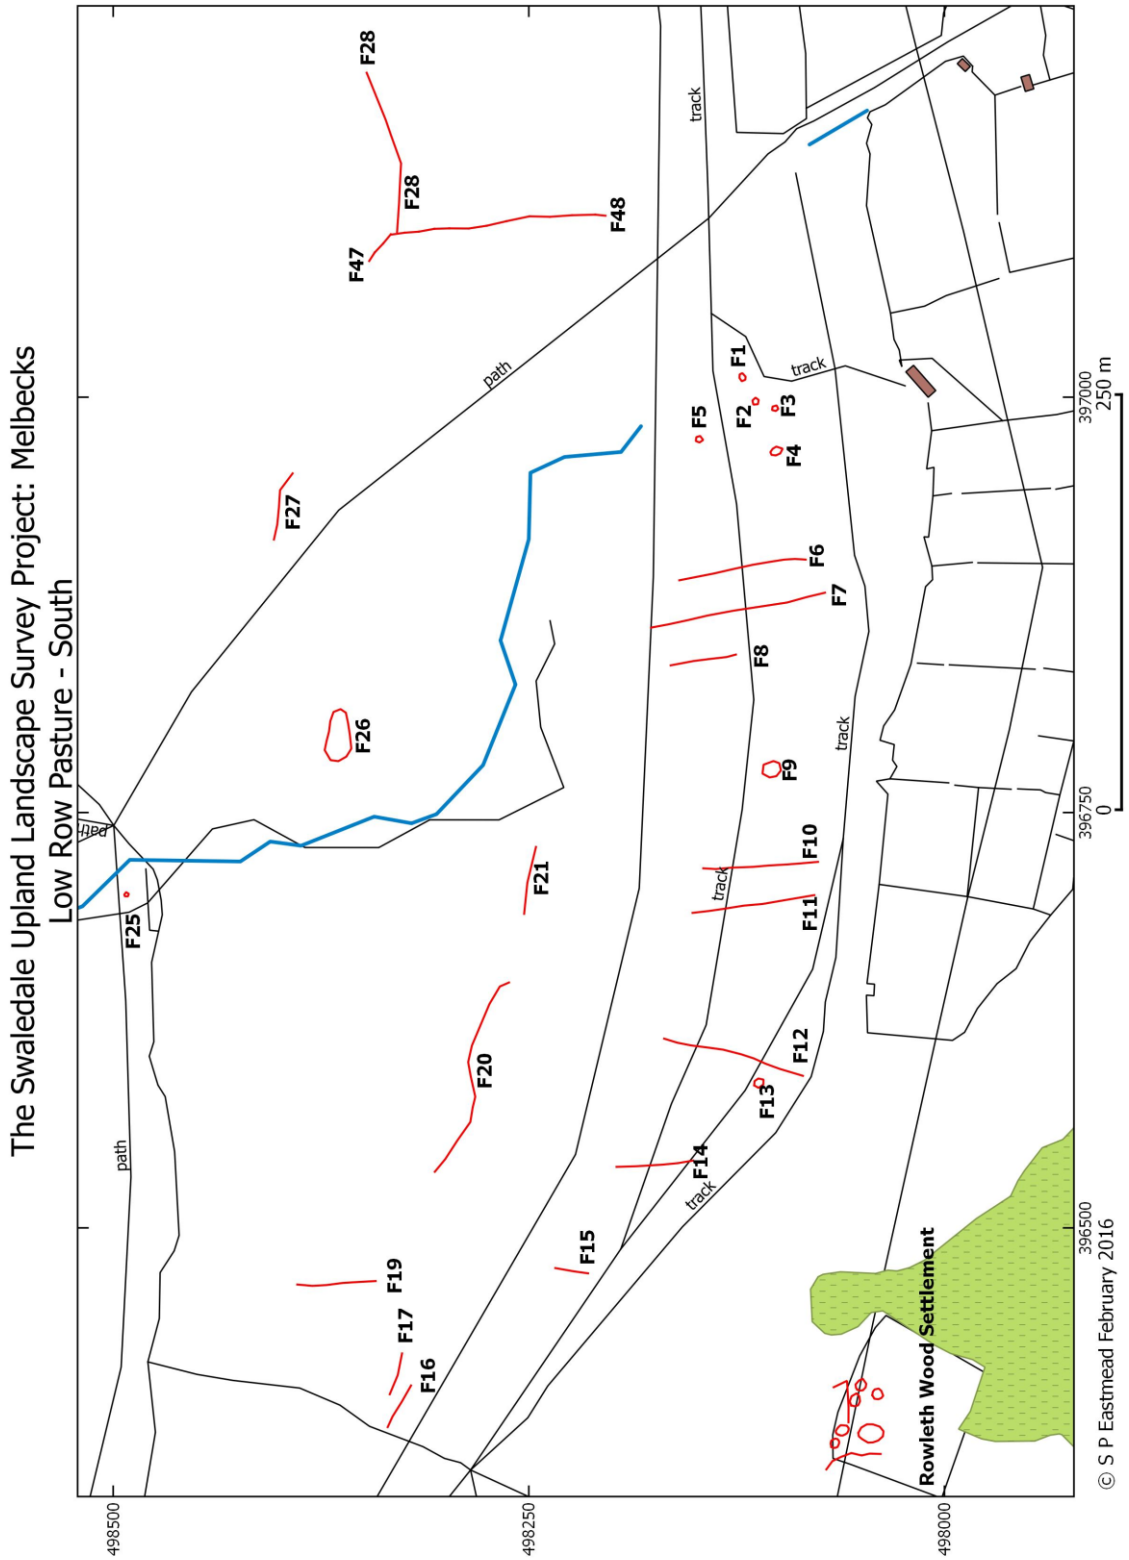 The Swaledale Upland Landscape Survey Project: Melbecks
Low Row Pasture - South
498500
498250
498000
path
path
path
track
track
track
track
track
F25
F26
F27
F28
F28
F47
F48
F21
F20
F19
F17
F16
F15
F14
F13
F12
F11
F10
F9
F8
F7
F6
F5
F4
F3
F2
F1
Rowleth Wood Settlement
396500
396750
397000
0
250 m
© S P Eastmead February 2016